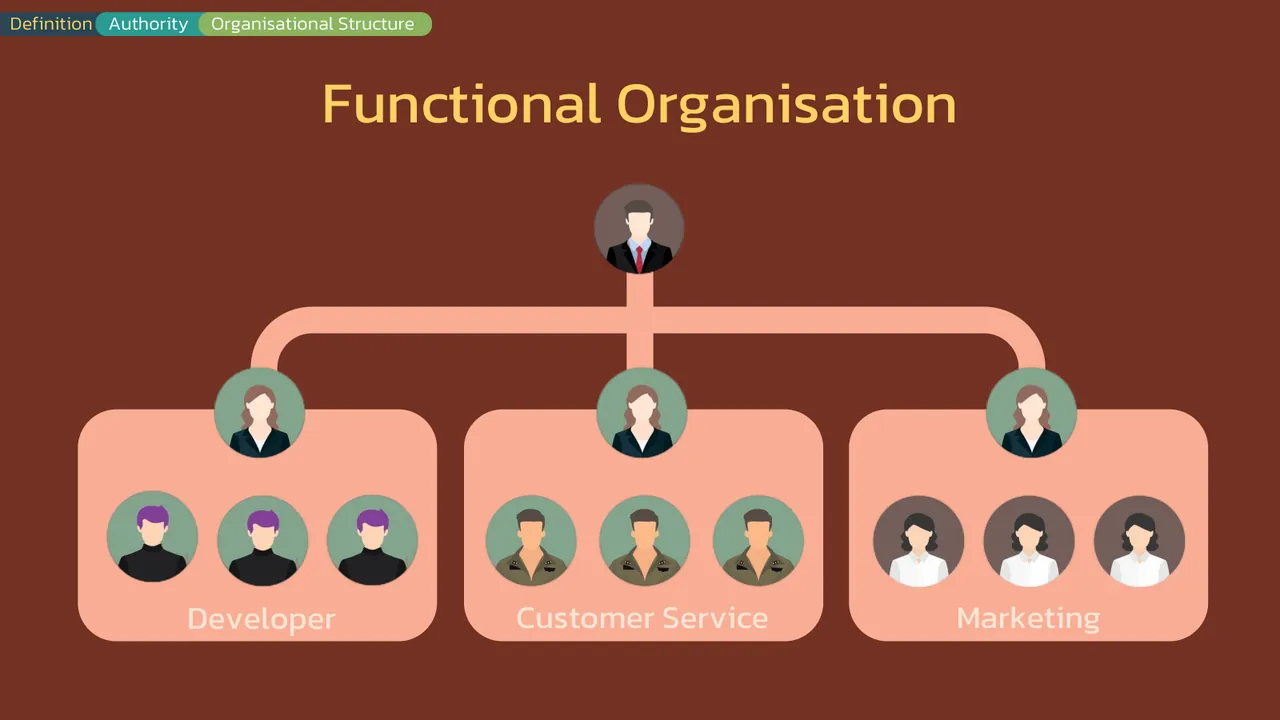 Definition Authority Organisational Structure
Functional Organisation
Developer Customer Service Marketing